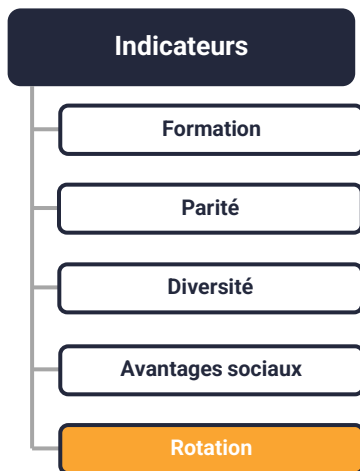 Indicateurs
Formation
Parité
Diversité
Avantages sociaux
Rotation